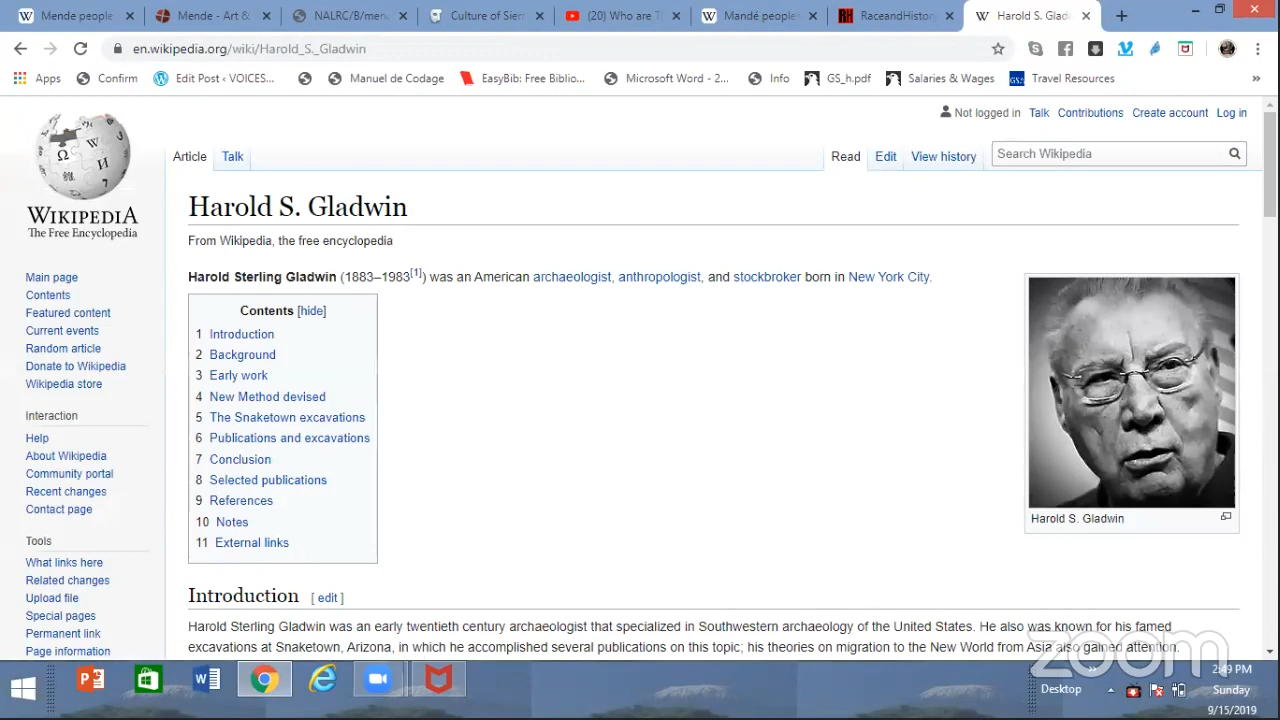 Mende people
Mende - Art &
NALRC/B/men
Culture of Sierr
(20) Who are T
Mandé people
RaceandHistory
Harold S. Glad
en.wikipedia.org/wiki/Harold_S._Gladwin
Apps
Confirm
Edit Post ‹ VOICES...
Manuel de Codage
EasyBib: Free Biblio...
Microsoft Word - 2...
Info
GS_h.pdf
Salaries & Wages
Travel Resources
Not logged in Talk Contributions Create account Log in
Article Talk Read Edit View history Search Wikipedia
WIKIPEDIA
The Free Encyclopedia
Main page
Contents
Featured content
Current events
Random article
Donate to Wikipedia
Wikipedia store
Interaction
Help
About Wikipedia
Community portal
Recent changes
Contact page
Tools
What links here
Related changes
Upload file
Special pages
Permanent link
Page information
Harold S. Gladwin
From Wikipedia, the free encyclopedia
Harold Sterling Gladwin (1883–1983[1]) was an American archaeologist, anthropologist, and stockbroker born in New York City.
Contents [hide]
1 Introduction
2 Background
3 Early work
4 New Method devised
5 The Snaketown excavations
6 Publications and excavations
7 Conclusion
8 Selected publications
9 References
10 Notes
11 External links
Harold S. Gladwin
Introduction [ edit ]
Harold Sterling Gladwin was an early twentieth century archaeologist that specialized in Southwestern archaeology of the United States. He also was known for his famed
excavations at Snaketown, Arizona, in which he accomplished several publications on this topic; his theories on migration to the New World from Asia also gained attention.
zoom
Desktop
2:49 PM
Sunday
9/15/2019